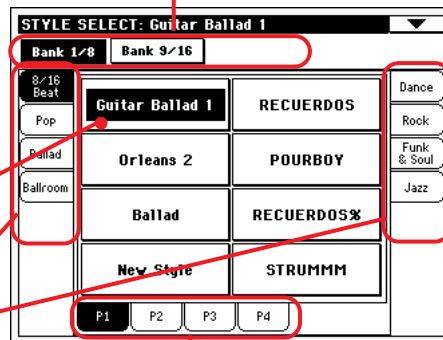 STYLE SELECT: Guitar Ballad 1
Bank 1/8 Bank 9/16
8/16 Beat
Pop
Ballad
Ballroom
Guitar Ballad 1 RECUERDOS
Orleans 2 POURBOY
Ballad RECUERDOS%
New Style STRUMMM
Dance
Rock
Funk & Soul
Jazz
P1 P2 P3 P4